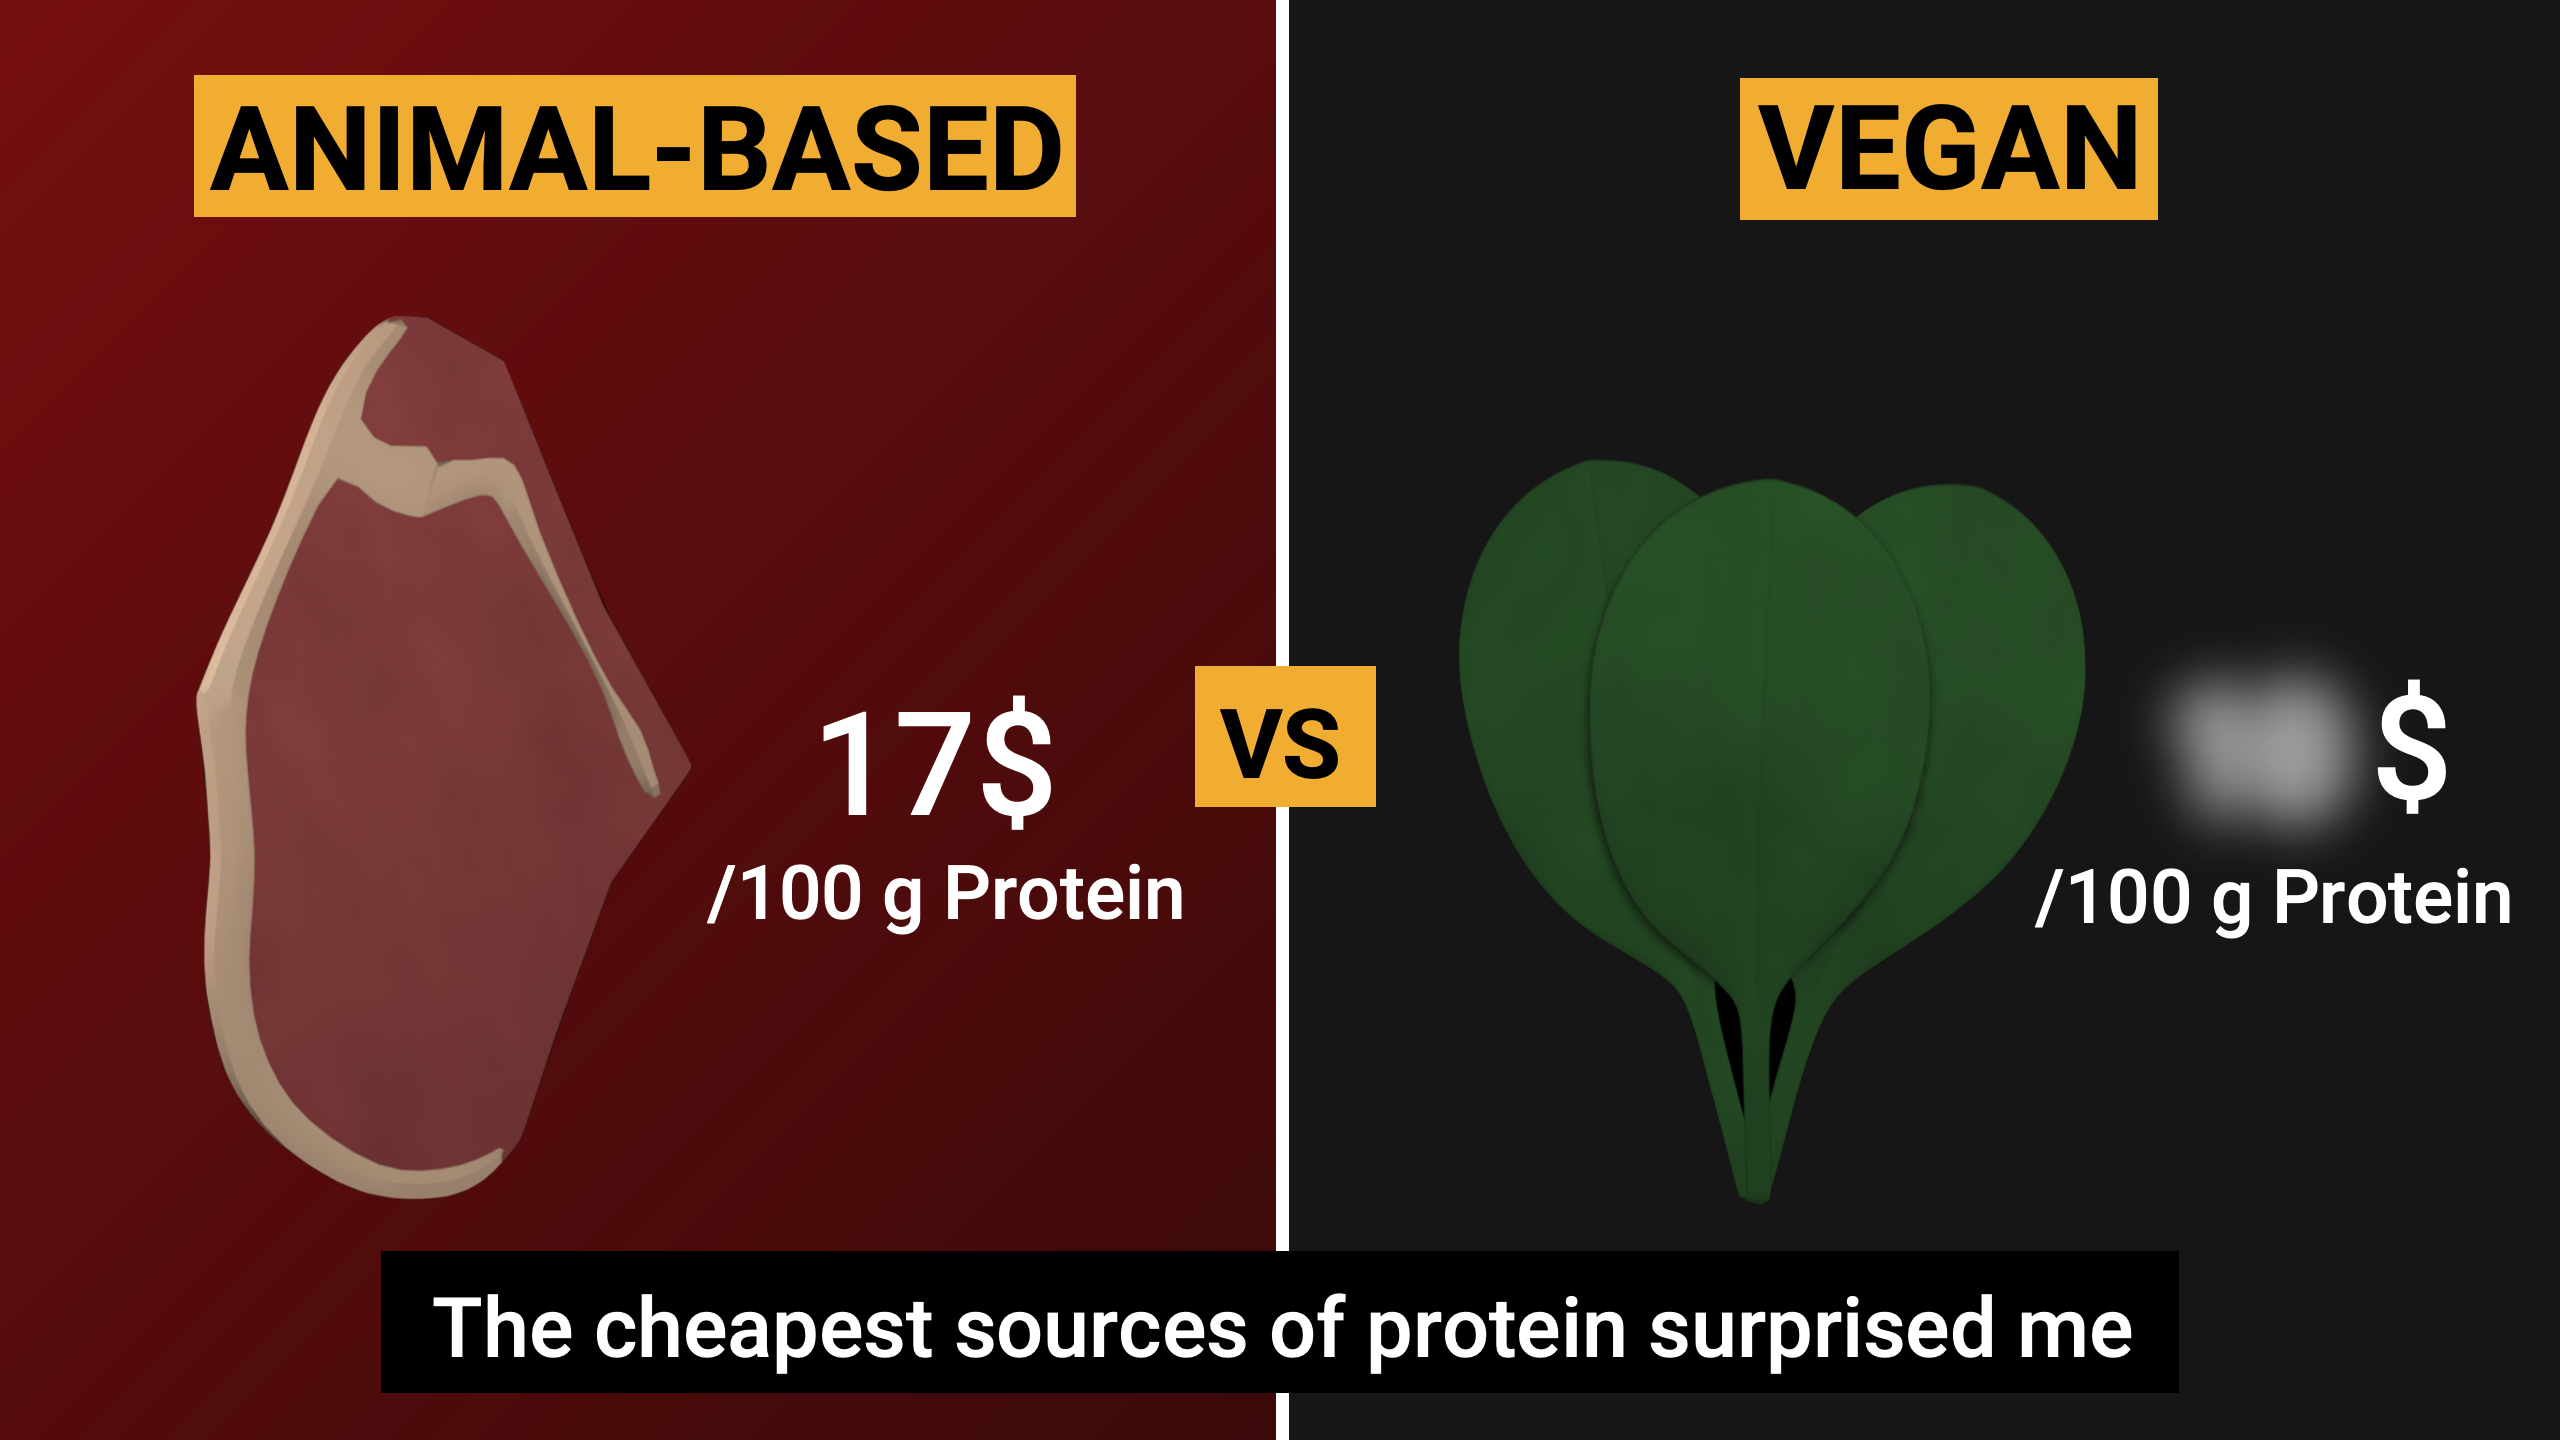 ANIMAL-BASED
VEGAN
17$
/100 g Protein
VS
$
/100 g Protein
The cheapest sources of protein surprised me